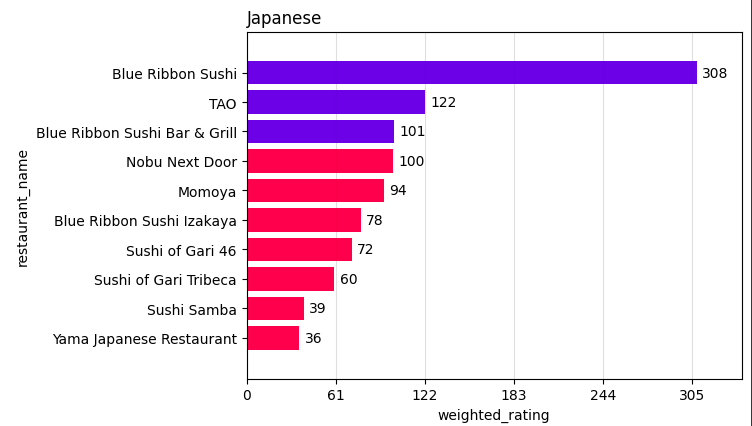 Japanese
Blue Ribbon Sushi 308
TAO 122
Blue Ribbon Sushi Bar & Grill 101
Nobu Next Door 100
Momoya 94
Blue Ribbon Sushi Izakaya 78
Sushi of Gari 46 72
Sushi of Gari Tribeca 60
Sushi Samba 39
Yama Japanese Restaurant 36
restaurant_name
0 61 122 183 244 305
weighted_rating